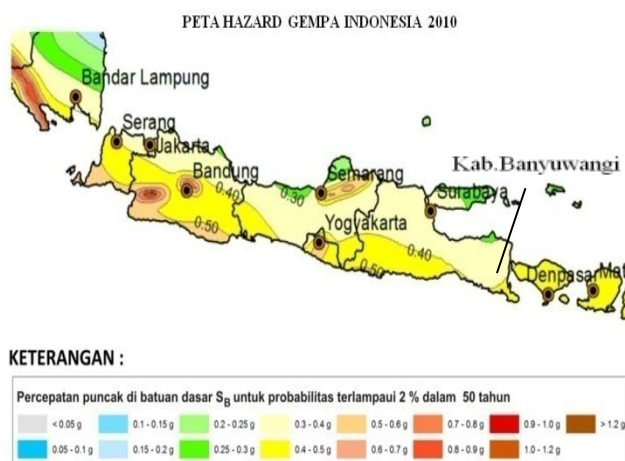 PETA HAZARD GEMPA INDONESIA 2010
Bandar Lampung
Serang
Jakarta
Bandung
0.40
0.50
0.30
Semarang
Yogyakarta
0.50
0.40
Kab.Banyuwangi
Surabaya
Denpasar
Mat
KETERANGAN :
Percepatan puncak di batuan dasar SB untuk probabilitas terlampaui 2 % dalam 50 tahun
< 0.05 g 0.1 - 0.15 g 0.2 - 0.25 g 0.3 - 0.4 g 0.5 - 0.6 g 0.7 - 0.8 g 0.9 - 1.0 g > 1.2 g
0.05 - 0.1 g 0.15 - 0.2 g 0.25 - 0.3 g 0.4 - 0.5 g 0.6 - 0.7 g 0.8 - 0.9 g 1.0 - 1.2 g